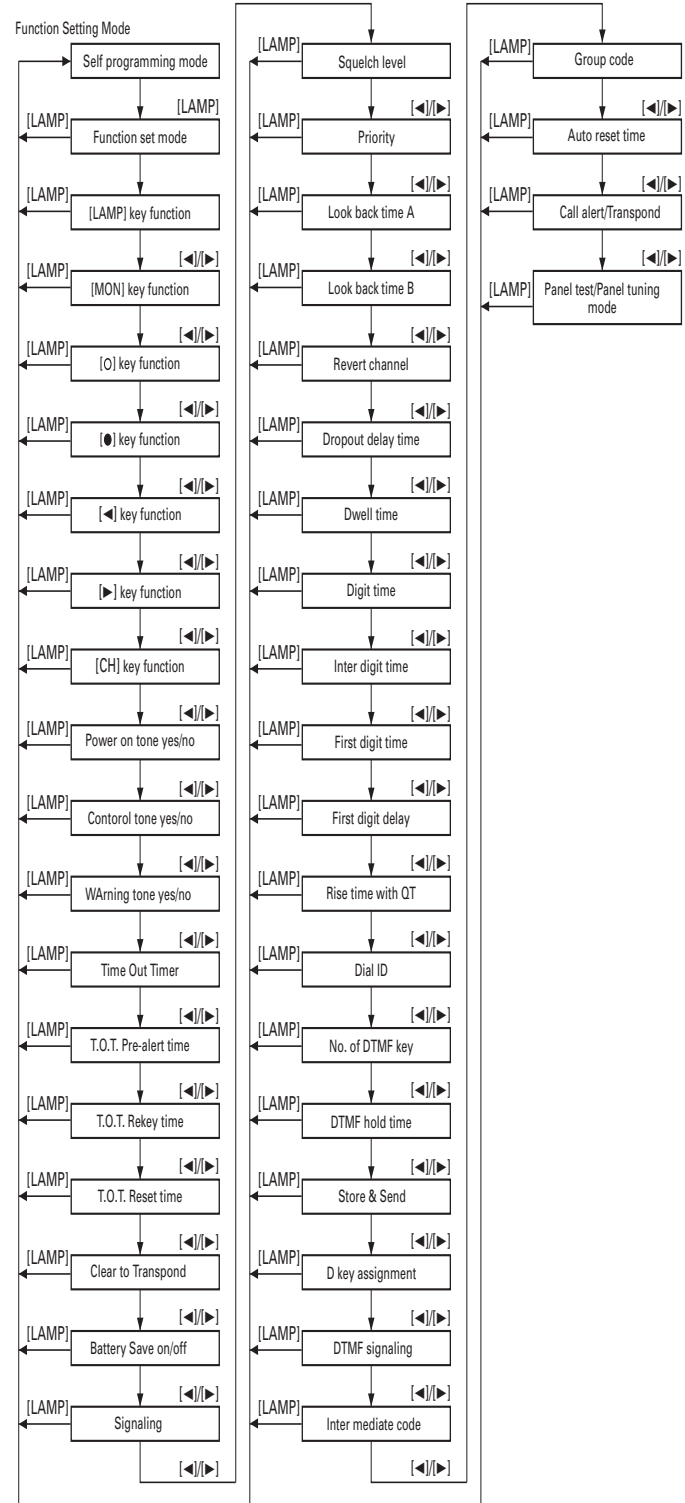 Function Setting Mode
Self programming mode
[LAMP]
[LAMP]
Function set mode
[LAMP]
[LAMP] key function
[◀]/[▶]
[LAMP]
[MON] key function
[◀]/[▶]
[LAMP]
[O] key function
[◀]/[▶]
[LAMP]
[●] key function
[◀]/[▶]
[LAMP]
[◀] key function
[◀]/[▶]
[LAMP]
[▶] key function
[◀]/[▶]
[LAMP]
[CH] key function
[◀]/[▶]
[LAMP]
Power on tone yes/no
[◀]/[▶]
[LAMP]
Contorol tone yes/no
[◀]/[▶]
[LAMP]
WArning tone yes/no
[◀]/[▶]
[LAMP]
Time Out Timer
[◀]/[▶]
[LAMP]
T.O.T. Pre-alert time
[◀]/[▶]
[LAMP]
T.O.T. Rekey time
[◀]/[▶]
[LAMP]
T.O.T. Reset time
[◀]/[▶]
[LAMP]
Clear to Transpond
[◀]/[▶]
[LAMP]
Battery Save on/off
[◀]/[▶]
[LAMP]
Signaling
[◀]/[▶]
[LAMP]
Squelch level
[◀]/[▶]
[LAMP]
Priority
[◀]/[▶]
[LAMP]
Look back time A
[◀]/[▶]
[LAMP]
Look back time B
[◀]/[▶]
[LAMP]
Revert channel
[◀]/[▶]
[LAMP]
Dropout delay time
[◀]/[▶]
[LAMP]
Dwell time
[◀]/[▶]
[LAMP]
Digit time
[◀]/[▶]
[LAMP]
Inter digit time
[◀]/[▶]
[LAMP]
First digit time
[◀]/[▶]
[LAMP]
First digit delay
[◀]/[▶]
[LAMP]
Rise time with QT
[◀]/[▶]
[LAMP]
Dial ID
[◀]/[▶]
[LAMP]
No. of DTMF key
[◀]/[▶]
[LAMP]
DTMF hold time
[◀]/[▶]
[LAMP]
Store & Send
[◀]/[▶]
[LAMP]
D key assignment
[◀]/[▶]
[LAMP]
DTMF signaling
[◀]/[▶]
[LAMP]
Inter mediate code
[◀]/[▶]
[LAMP]
Group code
[◀]/[▶]
[LAMP]
Auto reset time
[◀]/[▶]
[LAMP]
Call alert/Transpond
[◀]/[▶]
[LAMP]
Panel test/Panel tuning
mode